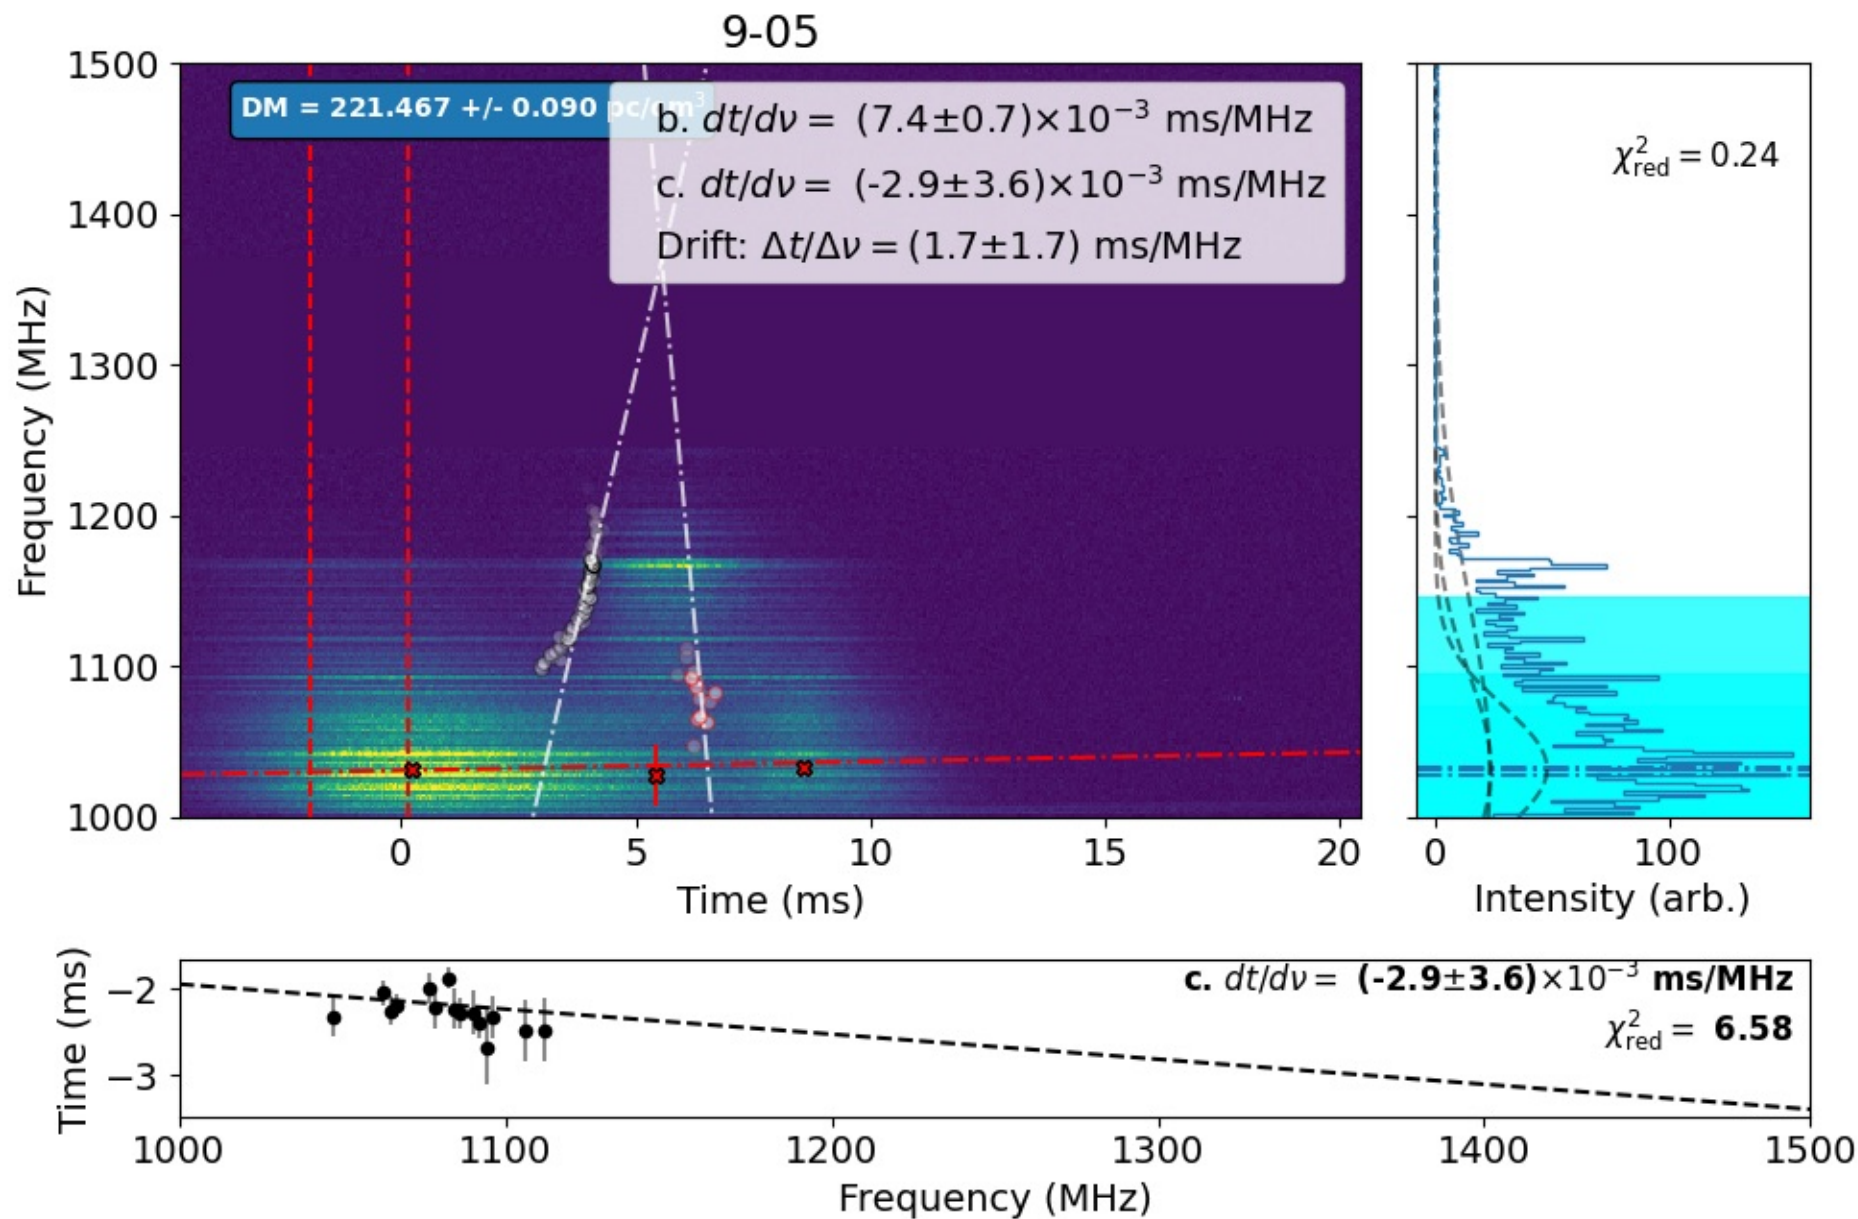 9-05
DM = 221.467 +/- 0.090 pc/cm³
b. dt/dν = (7.4±0.7)×10⁻³ ms/MHz
c. dt/dν = (-2.9±3.6)×10⁻³ ms/MHz
Drift: Δt/Δν = (1.7±1.7) ms/MHz
χ²red = 0.24
1500
1400
1300
1200
1100
1000
Frequency (MHz)
0 5 10 15 20
Time (ms)
0 100
Intensity (arb.)
c. dt/dν = (-2.9±3.6)×10⁻³ ms/MHz
χ²red = 6.58
−2
−3
Time (ms)
1000 1100 1200 1300 1400 1500
Frequency (MHz)